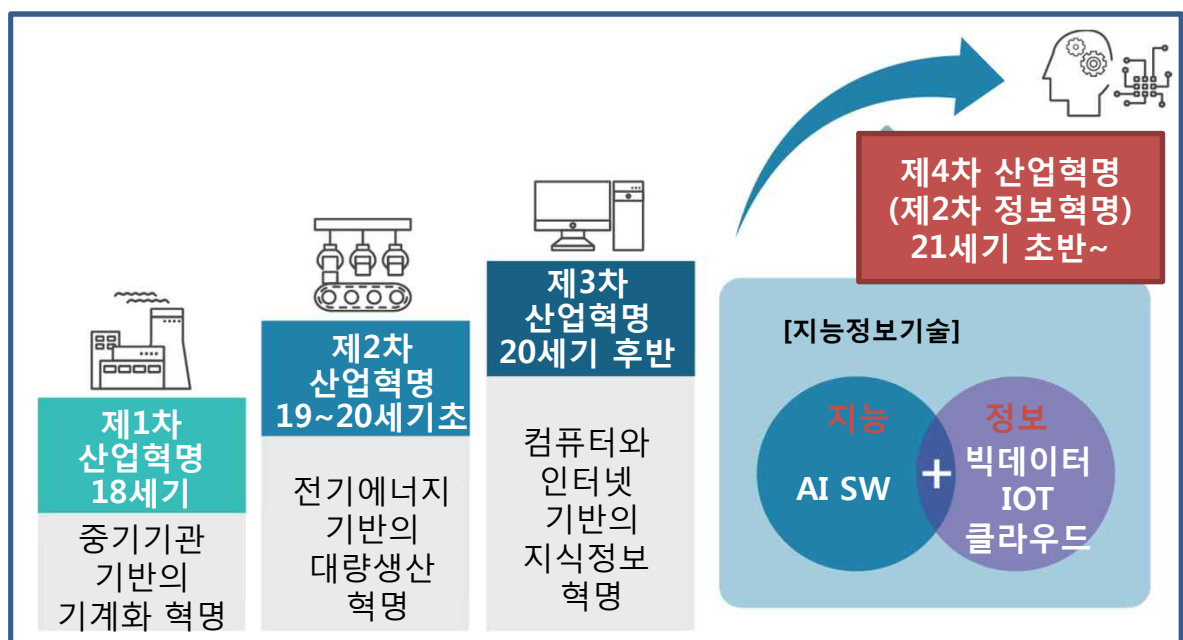 제1차
산업혁명
18세기
중기기관
기반의
기계화 혁명
제2차
산업혁명
19~20세기초
전기에너지
기반의
대량생산
혁명
제3차
산업혁명
20세기 후반
컴퓨터와
인터넷
기반의
지식정보
혁명
제4차 산업혁명
(제2차 정보혁명)
21세기 초반~
[지능정보기술]
지능
AI SW
+
정보
빅데이터
IOT
클라우드